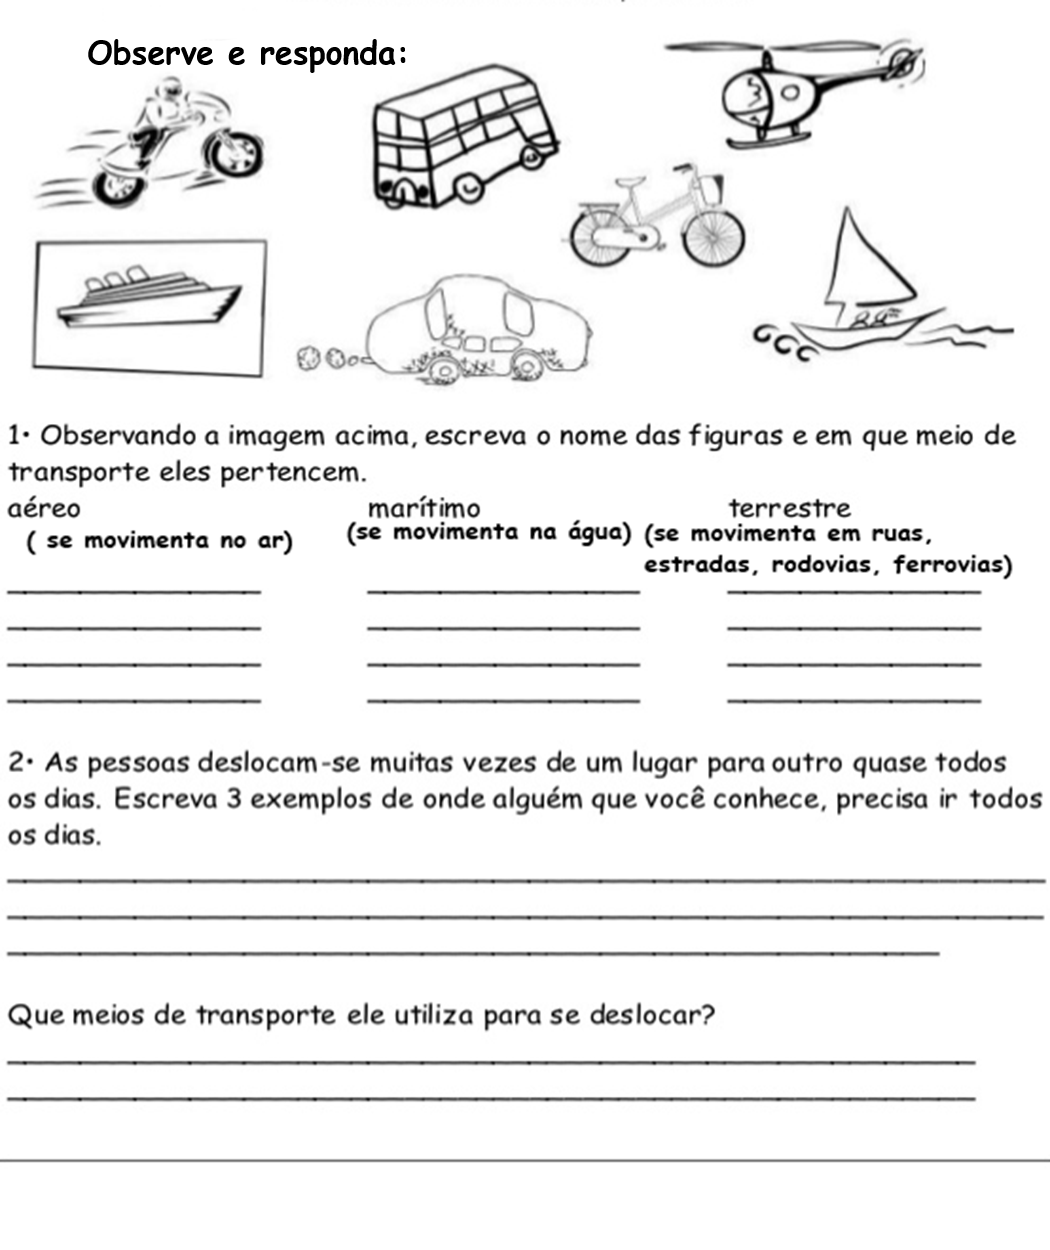 Observe e responda:
1• Observando a imagem acima, escreva o nome das figuras e em que meio de
transporte eles pertencem.
aéreo marítimo terrestre
( se movimenta no ar) (se movimenta na água) (se movimenta em ruas,
estradas, rodovias, ferrovias)
2• As pessoas deslocam-se muitas vezes de um lugar para outro quase todos
os dias. Escreva 3 exemplos de onde alguém que você conhece, precisa ir todos
os dias.
Que meios de transporte ele utiliza para se deslocar?